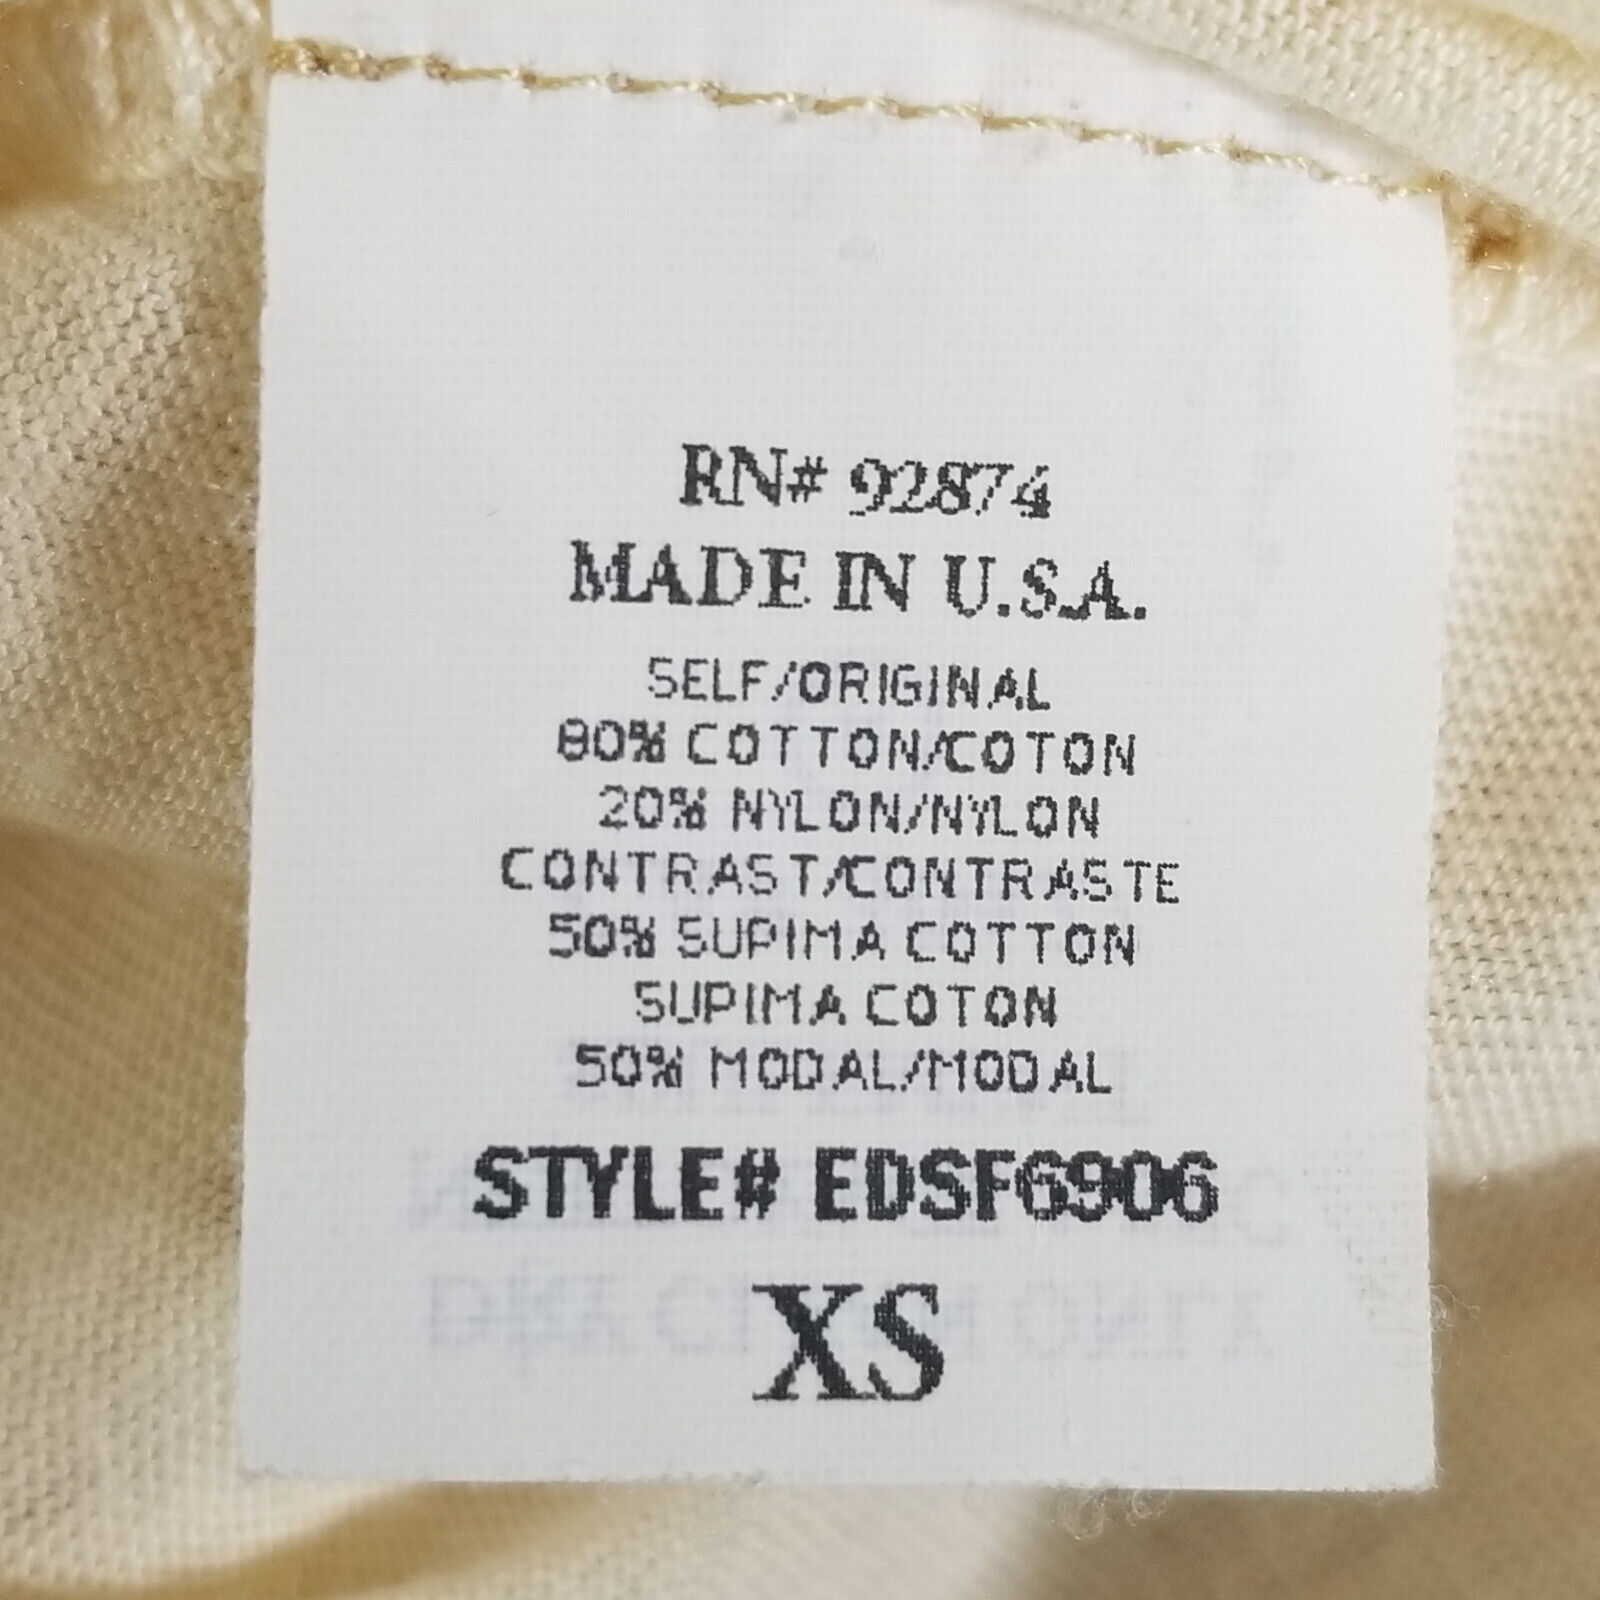 RN# 92874
MADE IN U.S.A.
SELF/ORIGINAL
80% COTTON/COTON
20% NYLON/NYLON
CONTRAST/CONTRASTE
50% SUPIMA COTTON
SUPIMA COTON
50% MODAL/MODAL
STYLE# EDSF6906
XS